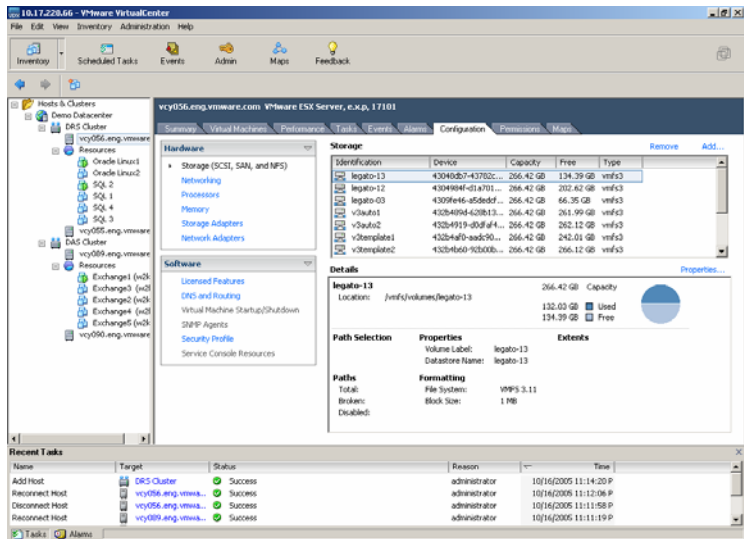 10.17.228.66 - VMware VirtualCenter
File Edit View Inventory Administration Help
Inventory Scheduled Tasks Events Admin Maps Feedback
Hosts & Clusters
Demo Datacenter
DRS Cluster
vcy056.eng.vmware
Resources
Oracle Linux1
Oracle Linux2
SQL 2
SQL 1
SQL 4
SQL 3
vcy055.eng.vmware
DAS Cluster
vcy089.eng.vmware
Resources
Exchange1 (w2k
Exchange3 (w2k
Exchange2 (w2k
Exchange4 (w2k
Exchange5 (w2k
vcy090.eng.vmware
vcy056.eng.vmware.com VMware ESX Server, e.x.p, 17101
Summary Virtual Machines Performance Tasks Events Alarms Configuration Permissions Maps
Hardware
Storage (SCSI, SAN, and NFS)
Networking
Processors
Memory
Storage Adapters
Network Adapters
Software
Licensed Features
DNS and Routing
Virtual Machine Startup/Shutdown
SNMP Agents
Security Profile
Service Console Resources
Storage Remove Add...
Identification Device Capacity Free Type
legato-13 266.42 GB 134.39 GB vmfs3
legato-12 266.42 GB 202.62 GB vmfs3
legato-03 266.42 GB 66.35 GB vmfs3
v3auto1 266.42 GB 261.99 GB vmfs3
v3auto2 266.42 GB 262.12 GB vmfs3
v3template1 266.42 GB 242.01 GB vmfs3
v3template2 266.42 GB 266.12 GB vmfs3
Details Properties...
legato-13 266.42 GB Capacity
Location: /vmfs/volumes/legato-13
132.03 GB Used
134.39 GB Free
Path Selection Properties Extents
Volume Label: legato-13
Datastore Name: legato-13
Paths Formatting
Total: File System: VMFS 3.11
Broken: Block Size: 1 MB
Disabled:
Recent Tasks
Name Target Status Reason Time
Add Host DRS Cluster Success administrator 10/16/2005 11:14:20 P
Reconnect Host vcy056.eng.vmwa... Success administrator 10/16/2005 11:12:06 P
Disconnect Host vcy056.eng.vmwa... Success administrator 10/16/2005 11:11:58 P
Reconnect Host vcy089.eng.vmwa... Success administrator 10/16/2005 11:11:19 P
Tasks Alarms